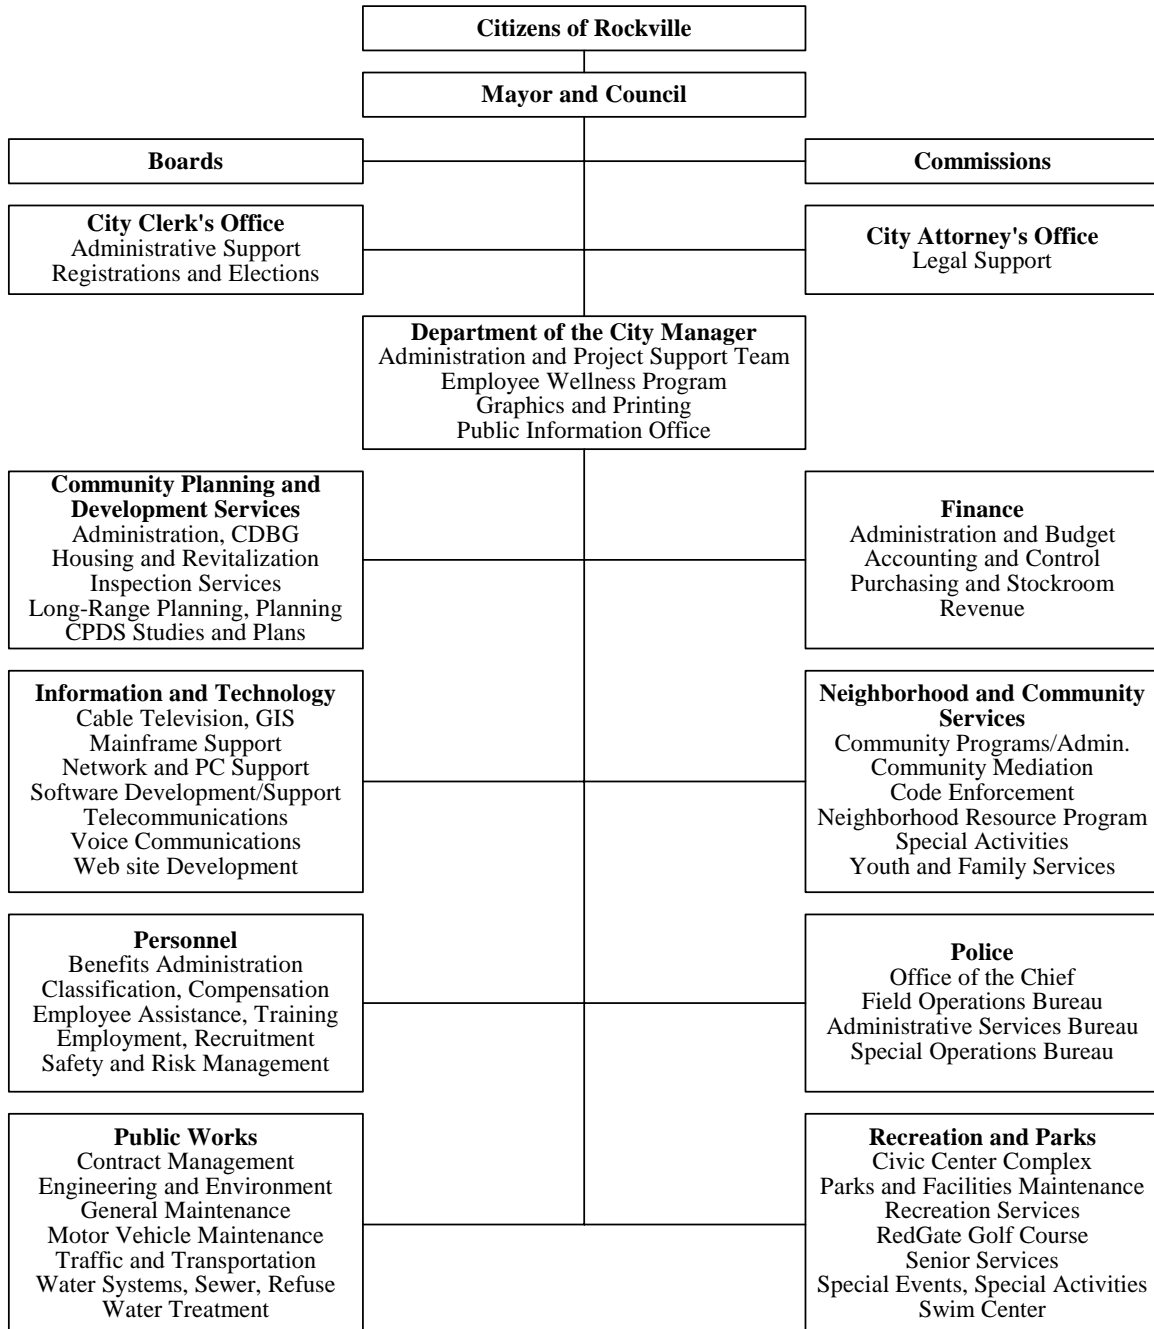 Citizens of Rockville
Mayor and Council
Boards
Commissions
City Clerk's Office
Administrative Support
Registrations and Elections
City Attorney's Office
Legal Support
Department of the City Manager
Administration and Project Support Team
Employee Wellness Program
Graphics and Printing
Public Information Office
Community Planning and
Development Services
Administration, CDBG
Housing and Revitalization
Inspection Services
Long-Range Planning, Planning
CPDS Studies and Plans
Finance
Administration and Budget
Accounting and Control
Purchasing and Stockroom
Revenue
Information and Technology
Cable Television, GIS
Mainframe Support
Network and PC Support
Software Development/Support
Telecommunications
Voice Communications
Web site Development
Neighborhood and Community
Services
Community Programs/Admin.
Community Mediation
Code Enforcement
Neighborhood Resource Program
Special Activities
Youth and Family Services
Personnel
Benefits Administration
Classification, Compensation
Employee Assistance, Training
Employment, Recruitment
Safety and Risk Management
Police
Office of the Chief
Field Operations Bureau
Administrative Services Bureau
Special Operations Bureau
Public Works
Contract Management
Engineering and Environment
General Maintenance
Motor Vehicle Maintenance
Traffic and Transportation
Water Systems, Sewer, Refuse
Water Treatment
Recreation and Parks
Civic Center Complex
Parks and Facilities Maintenance
Recreation Services
RedGate Golf Course
Senior Services
Special Events, Special Activities
Swim Center